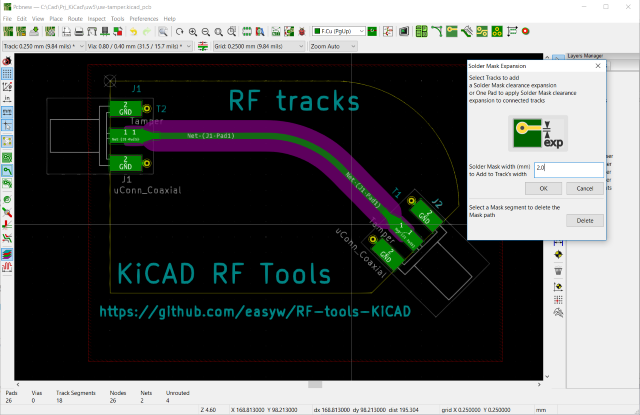 Pcbnew — C:\Cad\Prj_KiCad\uw5\uw-tamper.kicad_pcb
File Edit View Place Route Inspect Tools Preferences Help
F.Cu (PgUp)
Track: 0.250 mm (9.84 mils) * Via: 0.80 / 0.40 mm (31.5 / 15.7 mils) * Grid: 0.2500 mm (9.84 mils) Zoom Auto
Layers Manager
Solder Mask Expansion
Select Tracks to add
a Solder Mask clearance expansion
or One Pad to apply Solder Mask clearance
expansion to connected tracks
exp
Solder Mask width (mm)
to Add to Track's width
2.0
OK Cancel
Select a Mask segment to delete the
Mask path
Delete
in
J1
2
GND
T2
Tamper
1 1
Net-(J1-Pad1)
2
GND
J1
uConn_Coaxial
RF tracks
Net-(J1-Pad1)
T1
J2
2
GND
1 1
2
GND
Tamper
uConn_Coaxial
J2
KiCAD RF Tools
https://github.com/easyw/RF-tools-KiCAD
Pads Vias Track Segments Nodes Nets Unrouted
26 0 18 26 2 4
Z 4.60 X 168.813000 Y 98.213000 dx 168.813000 dy 98.213000 dist 195.304 grid X 0.250000 Y 0.250000 mm